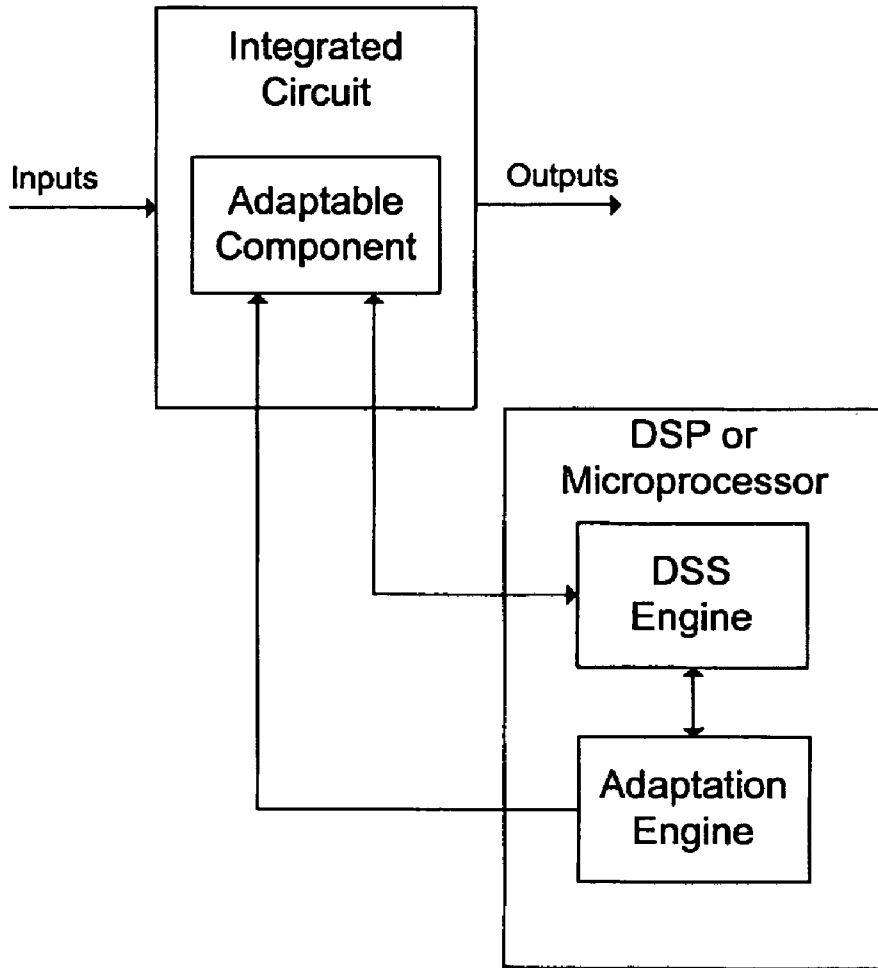 Integrated
Circuit
Inputs
Adaptable
Component
Outputs
DSP or
Microprocessor
DSS
Engine
Adaptation
Engine